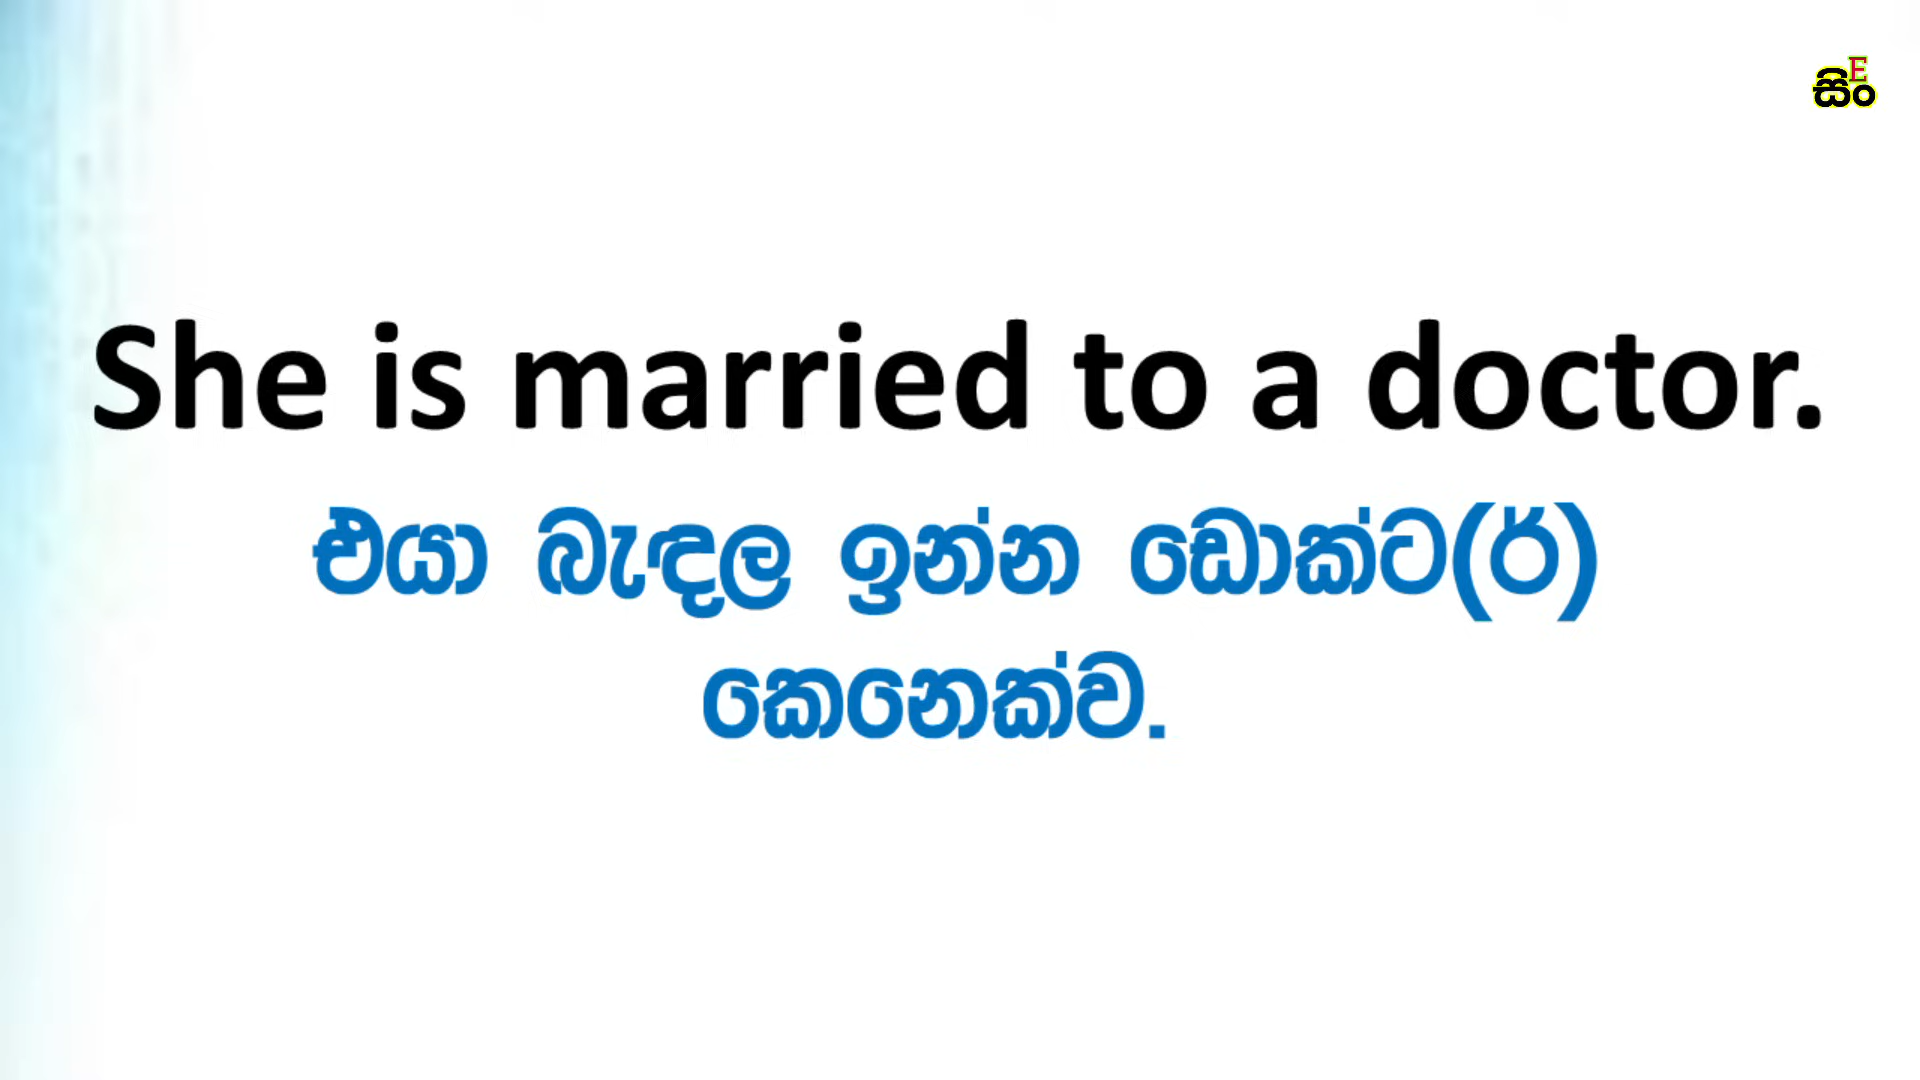 සිංE
She is married to a doctor.
එයා බැඳල ඉන්න ඩොක්ට(ර්)
කෙනෙක්ව.